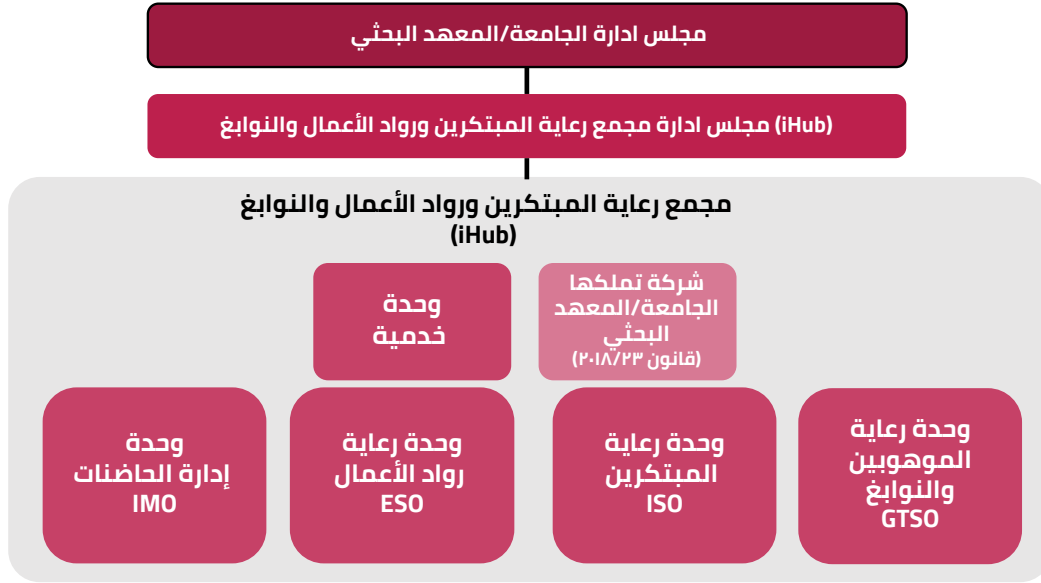 مجلس ادارة الجامعة/المعهد البحثي
(iHub) مجلس ادارة مجمع رعاية المبتكرين ورواد الأعمال والنوابغ
مجمع رعاية المبتكرين ورواد الأعمال والنوابغ
(iHub)
شركة تملكها
الجامعة/المعهد
البحثي
(قانون ٢٠١٨/٢٣)
وحدة
خدمية
وحدة رعاية
الموهوبين
والنوابغ
GTSO
وحدة رعاية
المبتكرين
ISO
وحدة رعاية
رواد الأعمال
ESO
وحدة
إدارة الحاضنات
IMO